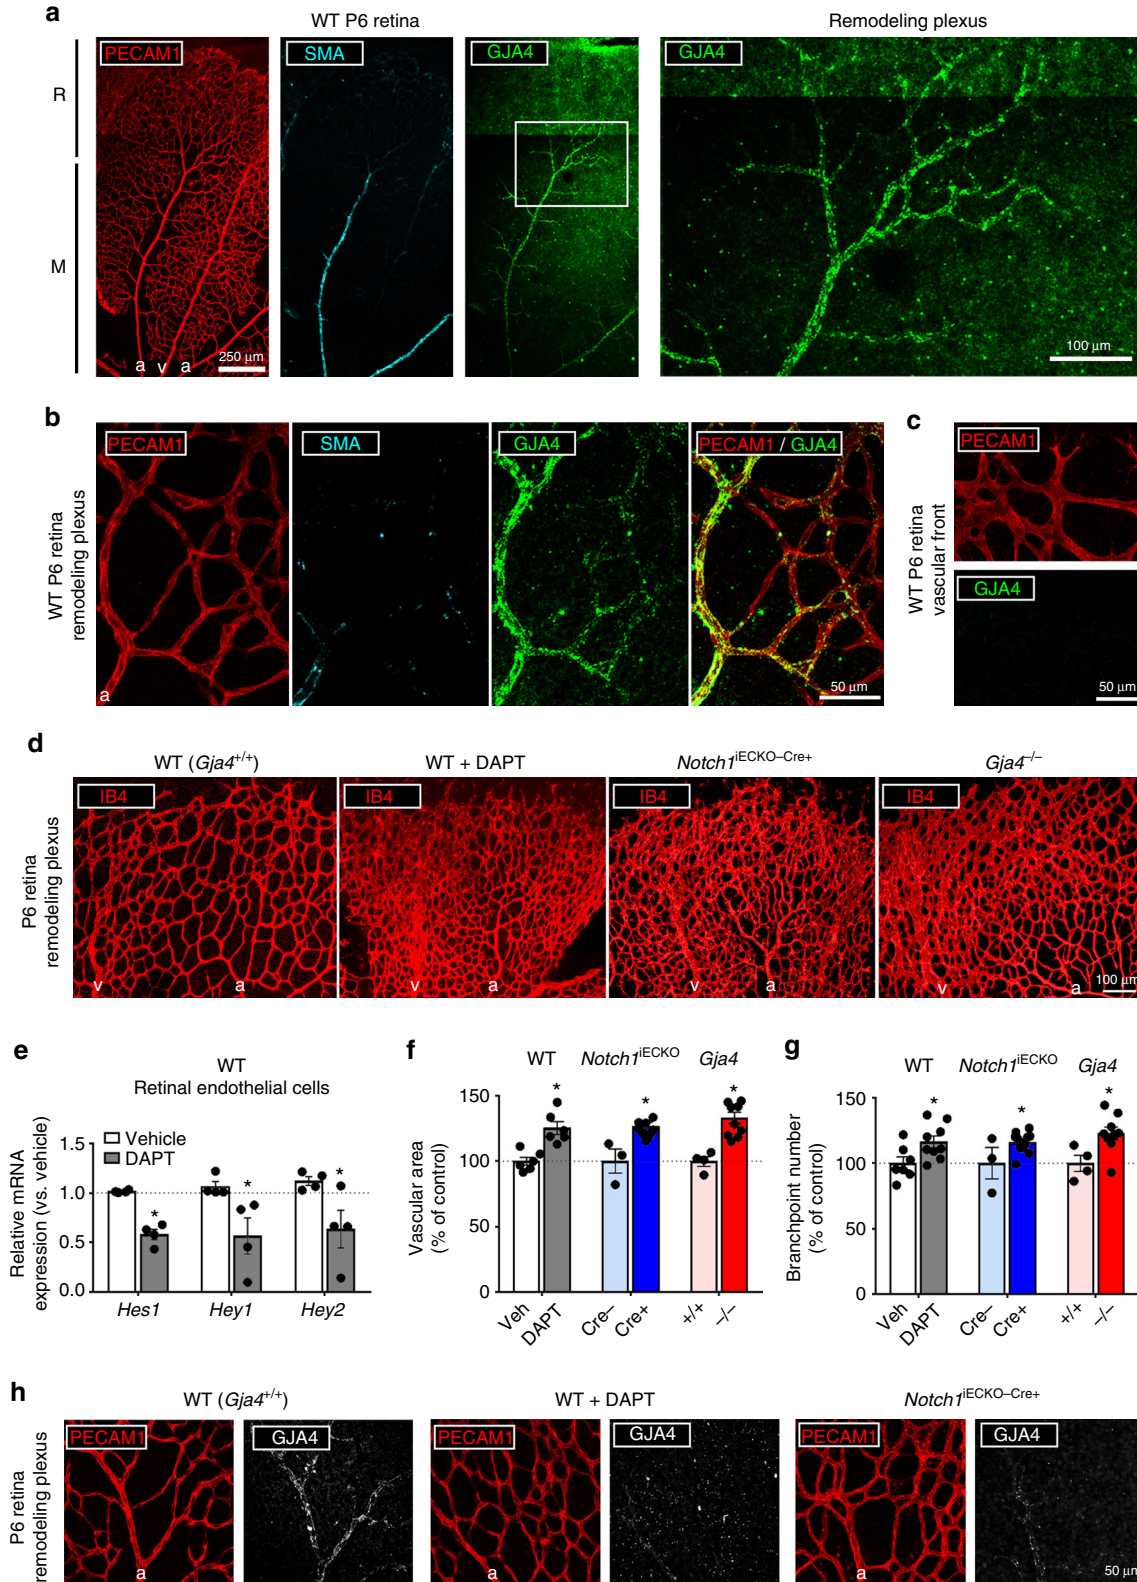 a
WT P6 retina
Remodeling plexus
PECAM1
SMA
GJA4
GJA4
R
M
a v a
250 μm
100 μm
b
c
PECAM1
SMA
GJA4
PECAM1 / GJA4
PECAM1
WT P6 retina
remodeling plexus
WT P6 retina
vascular front
GJA4
a
50 μm
50 μm
d
WT (Gja4+/+)
WT + DAPT
Notch1iECKO–Cre+
Gja4–/–
IB4
IB4
IB4
IB4
P6 retina
remodeling plexus
v a
v a
v a
v a
100 μm
e
WT
Retinal endothelial cells
Vehicle
DAPT
Relative mRNA
expression (vs. vehicle)
1.5
1.0
0.5
0.0
*
*
*
Hes1
Hey1
Hey2
f
WT
Notch1iECKO
Gja4
Vascular area
(% of control)
150
100
50
0
*
*
*
Veh
DAPT
Cre–
Cre+
+/+
–/–
g
WT
Notch1iECKO
Gja4
Branchpoint number
(% of control)
150
100
50
0
*
*
*
Veh
DAPT
Cre–
Cre+
+/+
–/–
h
WT (Gja4+/+)
WT + DAPT
Notch1iECKO–Cre+
PECAM1
GJA4
PECAM1
GJA4
PECAM1
GJA4
P6 retina
remodeling plexus
a
a
a
50 μm